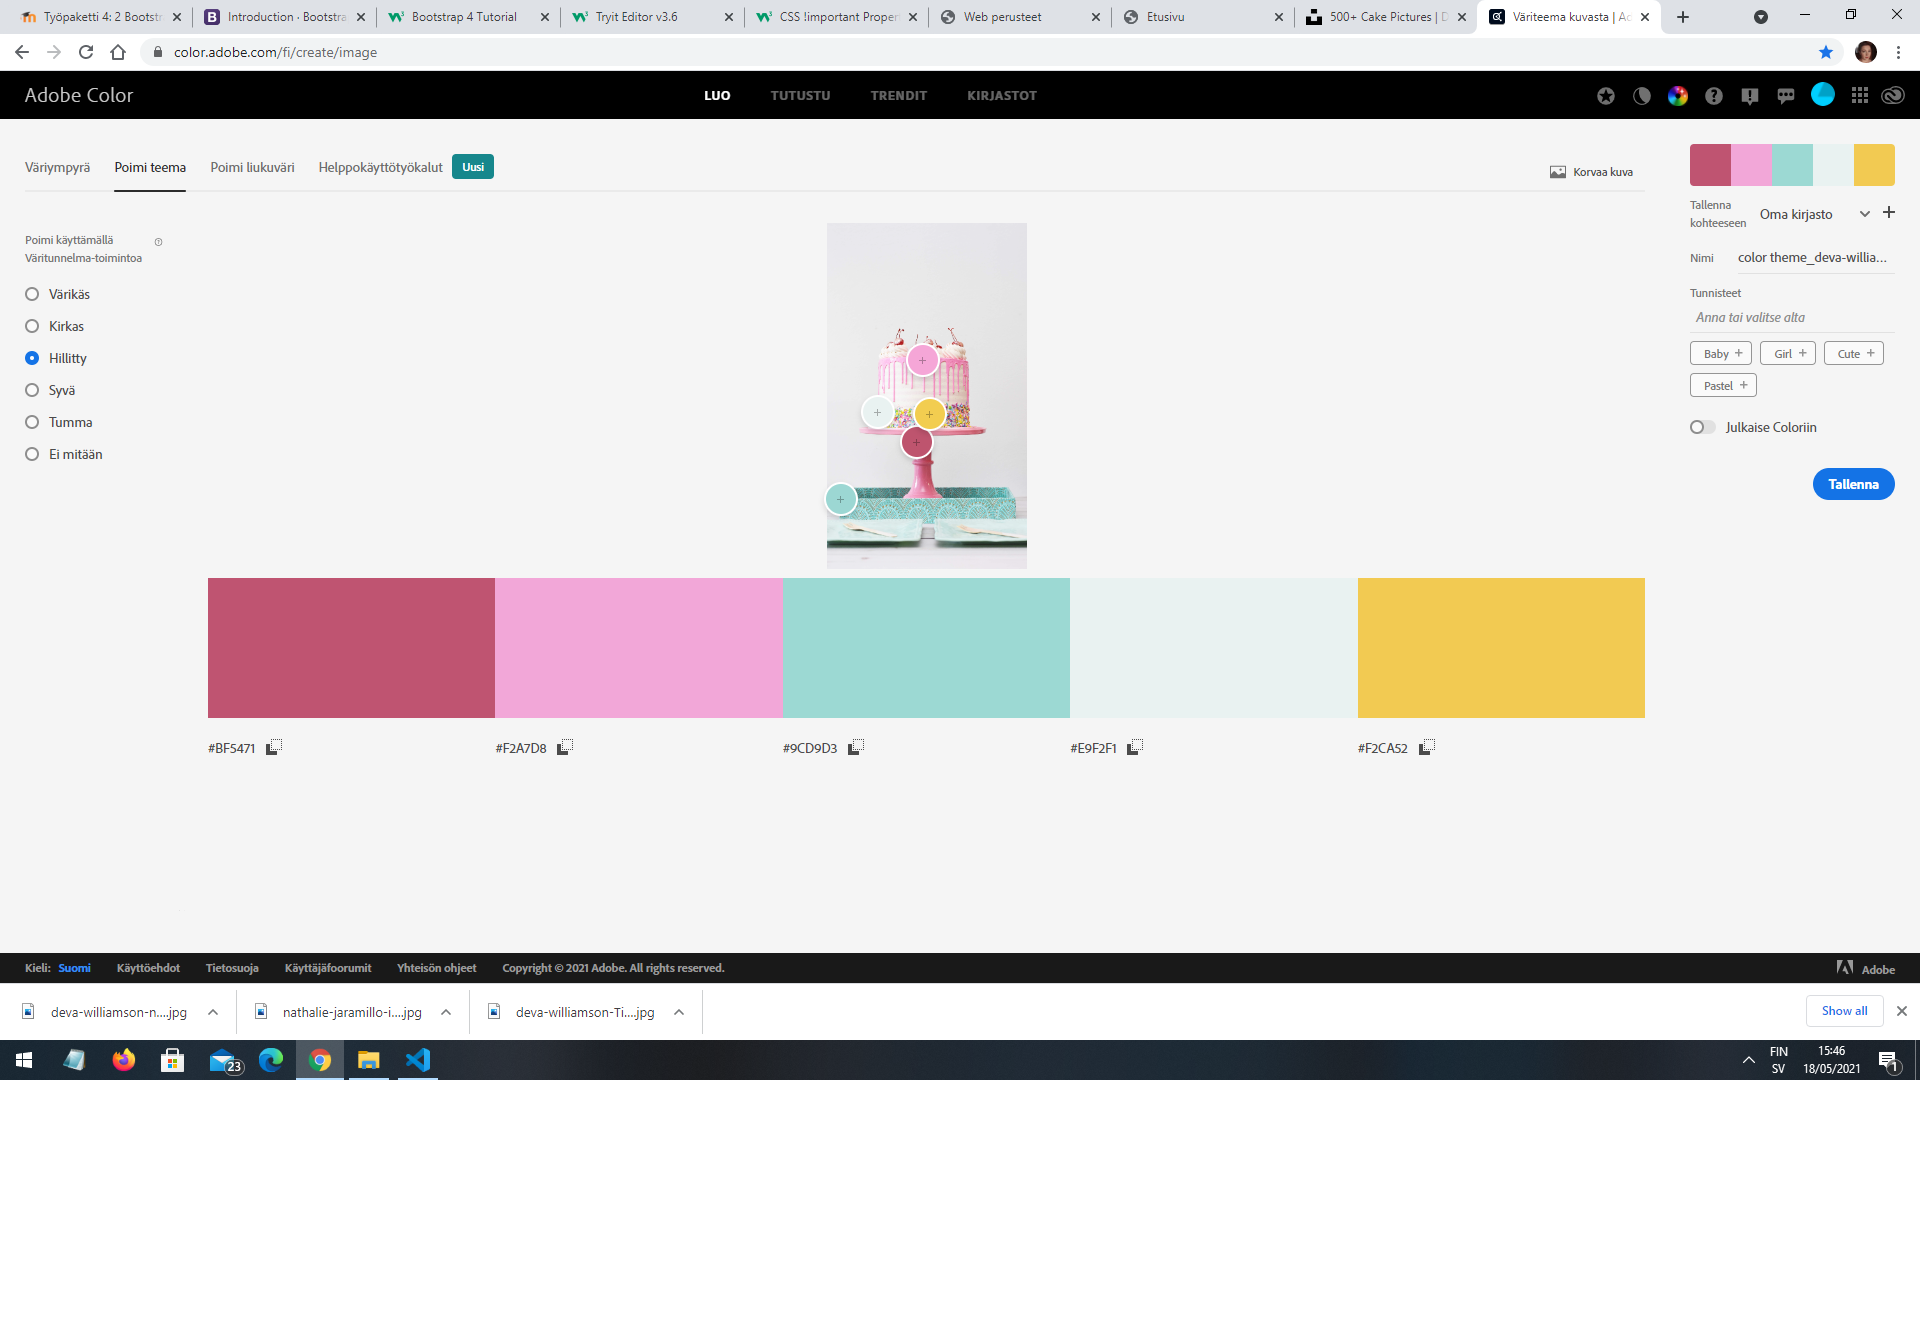 Työpaketti 4: 2 Bootst
Introduction · Bootstra
Bootstrap 4 Tutorial
Tryit Editor v3.6
CSS !important Proper
Web perusteet
Etusivu
500+ Cake Pictures | D
Väriteema kuvasta | Ad
color.adobe.com/fi/create/image
Adobe Color
LUO
TUTUSTU
TRENDIT
KIRJASTOT
Väriympyrä
Poimi teema
Poimi liukuväri
Helppokäyttötyökalut
Uusi
Korvaa kuva
Poimi käyttämällä
Väritunnelma-toimintoa
Värikäs
Kirkas
Hillitty
Syvä
Tumma
Ei mitään
Tallenna
kohteeseen
Oma kirjasto
Nimi
color theme_deva-willia...
Tunnisteet
Anna tai valitse alta
Baby +
Girl +
Cute +
Pastel +
Julkaise Coloriin
Tallenna
#BF5471
#F2A7D8
#9CD9D3
#E9F2F1
#F2CA52
Kieli: Suomi
Käyttöehdot
Tietosuoja
Käyttäjäfoorumit
Yhteisön ohjeet
Copyright © 2021 Adobe. All rights reserved.
Adobe
deva-williamson-n....jpg
nathalie-jaramillo-i....jpg
deva-williamson-Ti....jpg
Show all
23
FIN
SV
15:46
18/05/2021
1